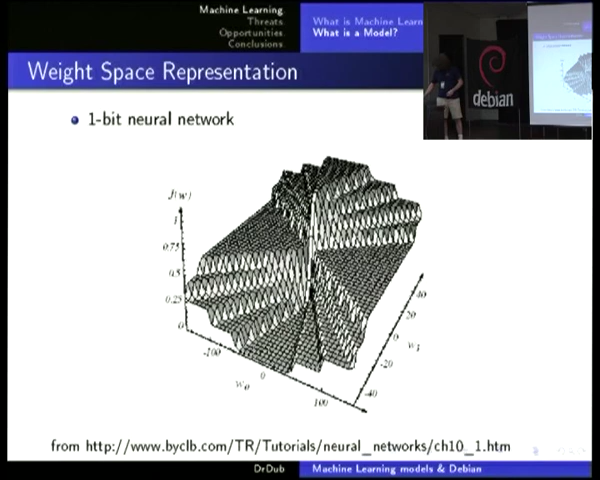 Machine Learning
Threats
Opportunities
Conclusions
What is Machine Learn
What is a Model?
Weight Space Representation
debian
1-bit neural network
f(w)
1
0.75
0.5
0.25
0
-100
0
100
w0
40
20
0
-20
-40
w1
from http://www.byclb.com/TR/Tutorials/neural_networks/ch10_1.htm
DrDub
Machine Learning models & Debian